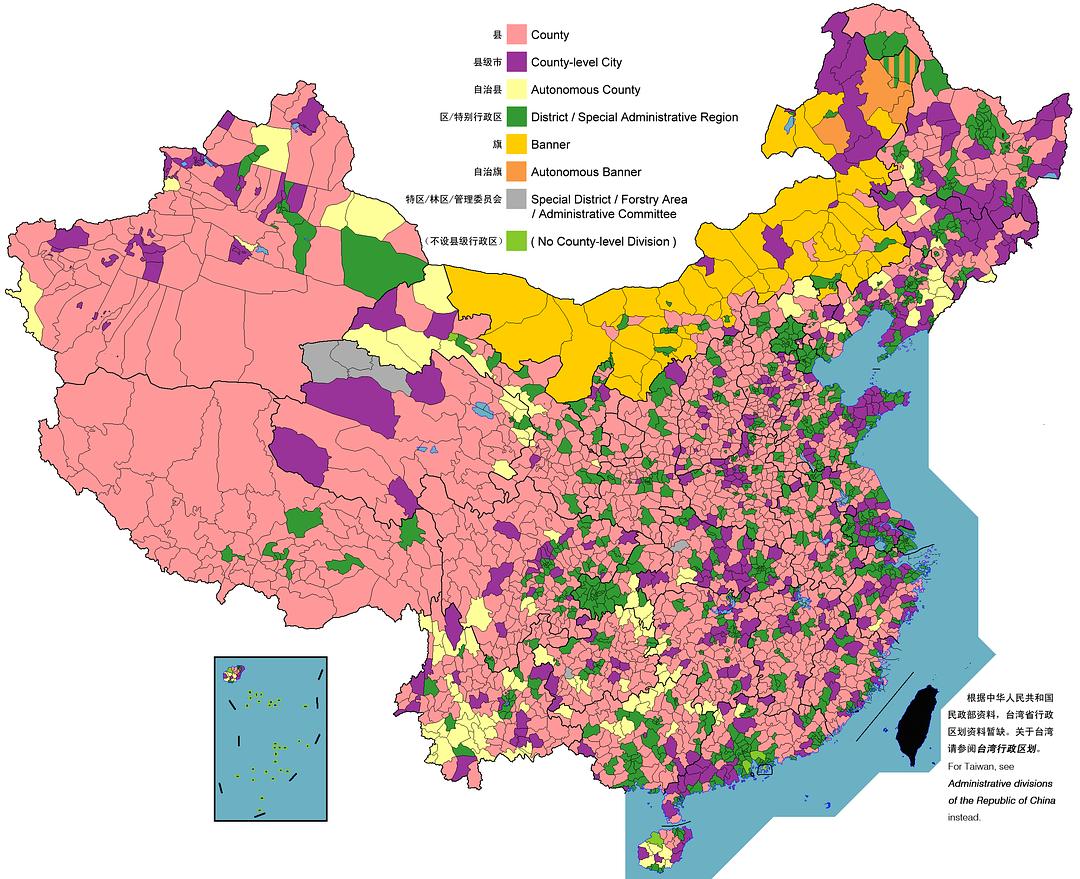 县 County
县级市 County-level City
自治县 Autonomous County
区/特别行政区 District / Special Administrative Region
旗 Banner
自治旗 Autonomous Banner
特区/林区/管理委员会 Special District / Forstry Area
/ Administrative Committee
（不设县级行政区） ( No County-level Division )
根据中华人民共和国
民政部资料，台湾省行政
区划资料暂缺。关于台湾
请参阅台湾行政区划。
For Taiwan, see
Administrative divisions
of the Republic of China
instead.